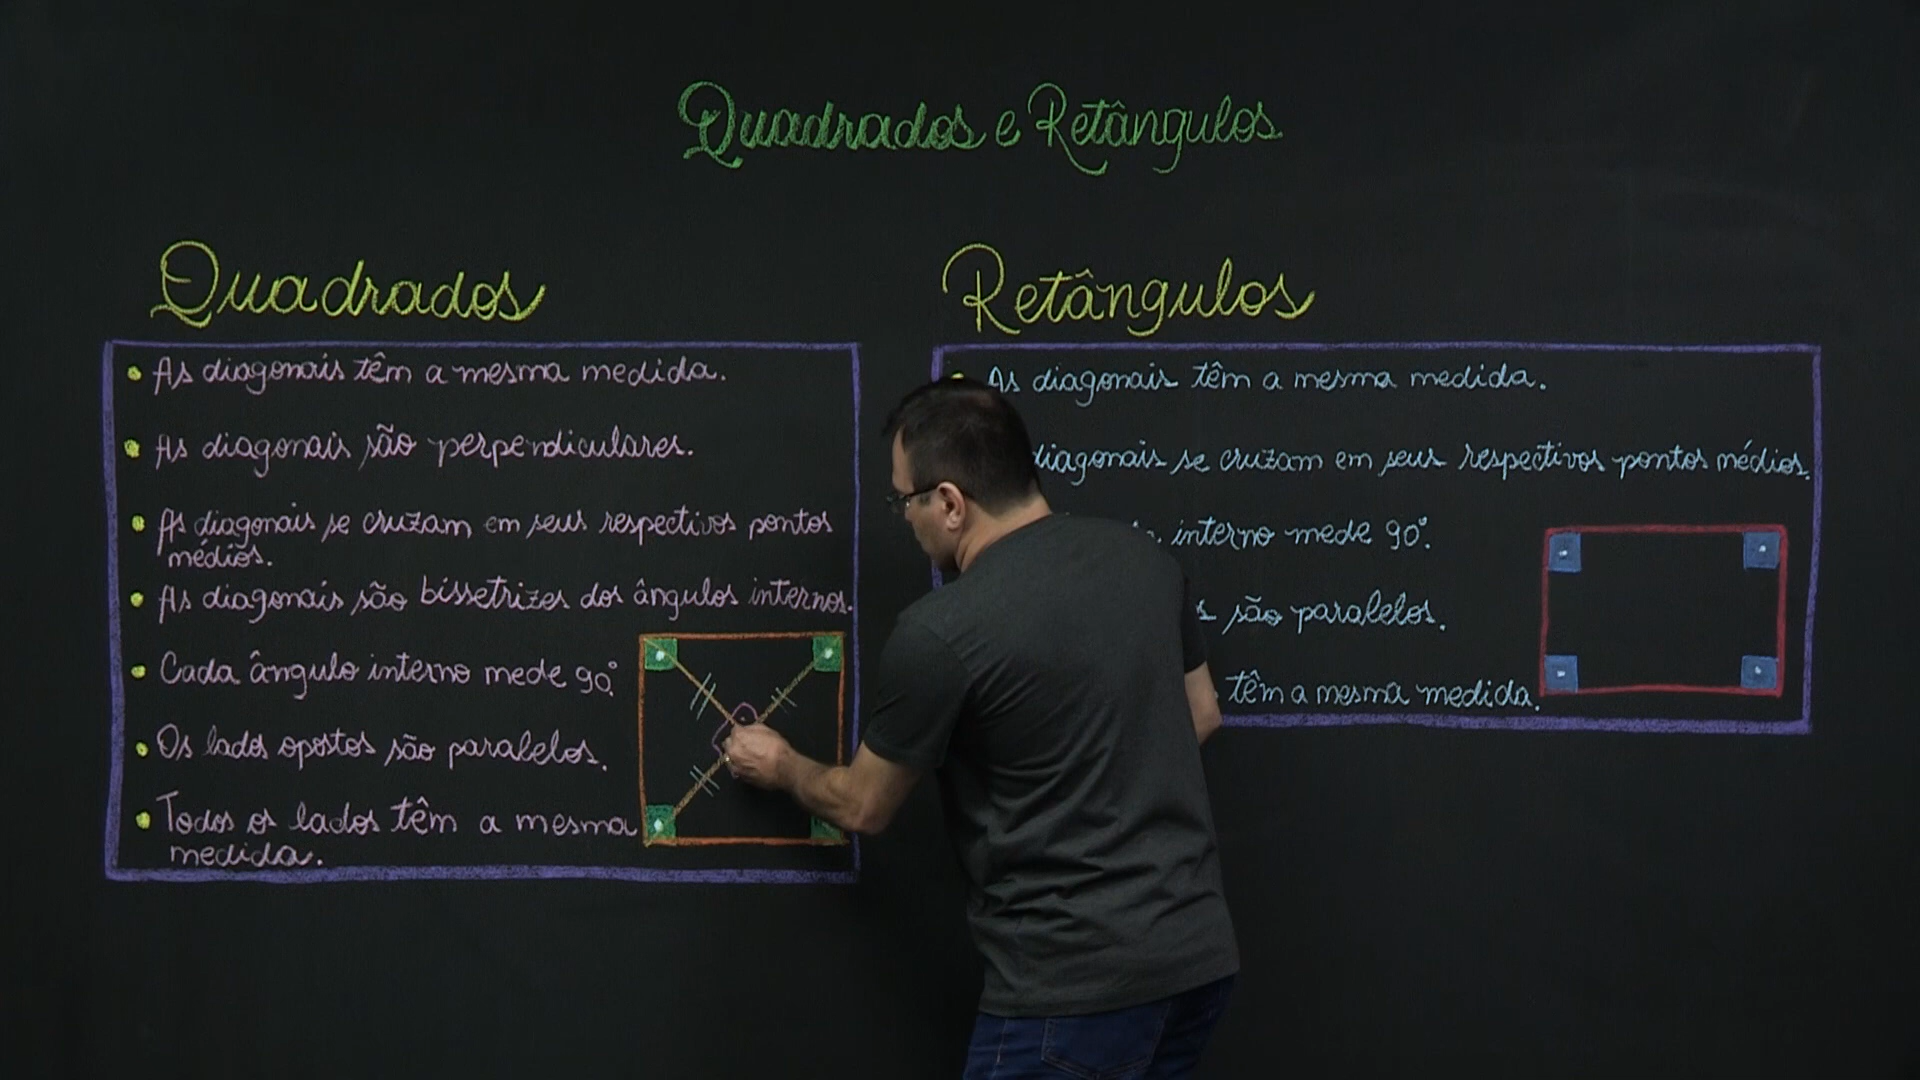 Quadrados e Retângulos
Quadrados
As diagonais têm a mesma medida.
As diagonais são perpendiculares.
As diagonais se cruzam em seus respectivos pontos
médios.
As diagonais são bissetrizes dos ângulos internos.
Cada ângulo interno mede 90°.
Os lados opostos são paralelos.
Todos os lados têm a mesma
medida.
Retângulos
As diagonais têm a mesma medida.
diagonais se cruzam em seus respectivos pontos médios.
interno mede 90°.
são paralelos.
têm a mesma medida.